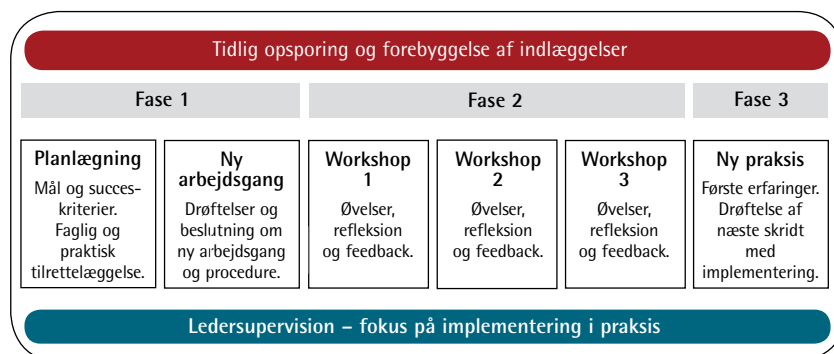 Tidlig opsporing og forebyggelse af indlæggelser
Fase 1
Fase 2
Fase 3
Planlægning
Mål og succes-
kriterier.
Faglig og
praktisk
tilrettelæggelse.
Ny
arbejdsgang
Drøftelser og
beslutning om
ny arbejdsgang
og procedure.
Workshop
1
Øvelser,
refleksion
og feedback.
Workshop
2
Øvelser,
refleksion
og feedback.
Workshop
3
Øvelser,
refleksion
og feedback.
Ny praksis
Første erfaringer.
Drøftelse af
næste skridt
med
implementering.
Ledersupervision – fokus på implementering i praksis